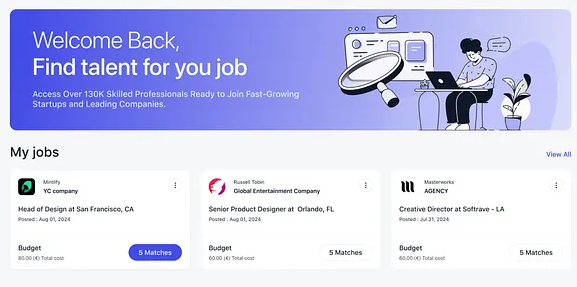 Welcome Back,
Find talent for you job
Access Over 130K Skilled Professionals Ready to Join Fast-Growing
Startups and Leading Companies.
My jobs
View All
Mintlify
YC company
Head of Design at San Francisco, CA
Posted : Aug 01, 2024
Budget
80.00 (€) Total cost
5 Matches
Russell Tobin
Global Entertainment Company
Senior Product Designer at Orlando, FL
Posted : Aug 01, 2024
Budget
60.00 (€) Total cost
5 Matches
Masterworks
AGENCY
Creative Director at Softrave - LA
Posted : Jul 31, 2024
Budget
60.00 (€) Total cost
5 Matches